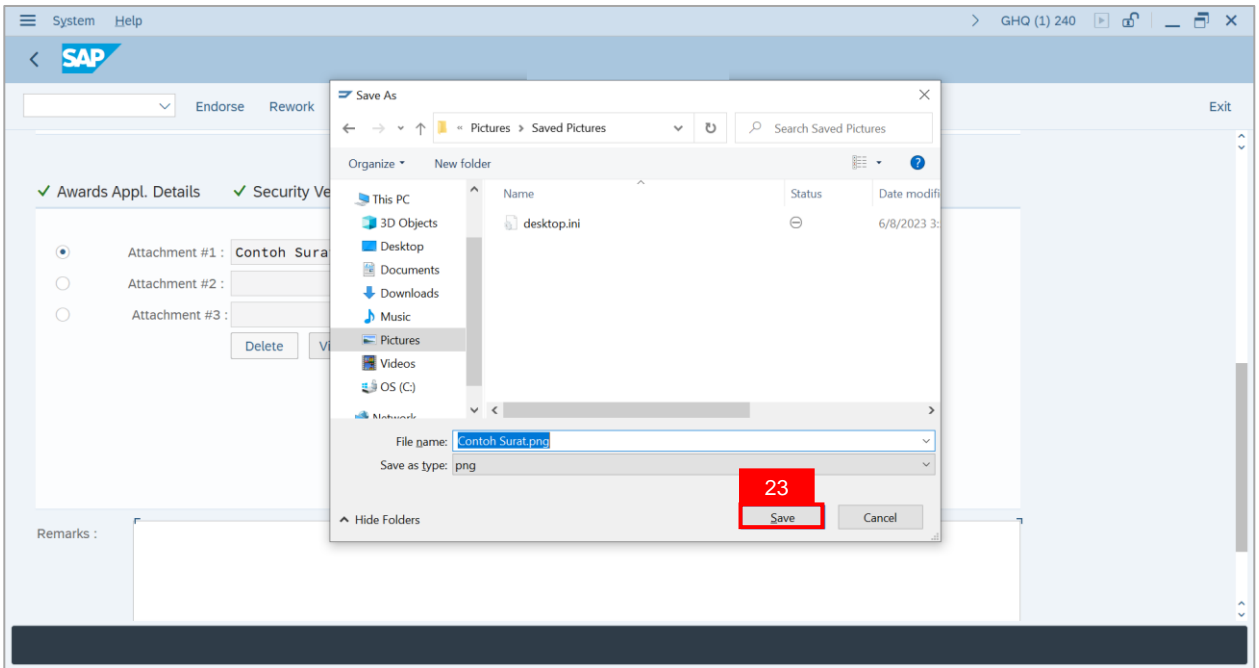 System Help GHQ (1) 240
SAP
Endorse Rework Exit
Save As
« Pictures > Saved Pictures Search Saved Pictures
Organize New folder
Name Status Date modifi
This PC
3D Objects desktop.ini 6/8/2023 3:
Desktop
Documents
Downloads
Music
Pictures
Videos
OS (C:)
Network
Awards Appl. Details Security Ve
Attachment #1 : Contoh Sura
Attachment #2 :
Attachment #3 :
Delete Vi
File name: Contoh Surat.png
Save as type: png
23
Hide Folders Save Cancel
Remarks :